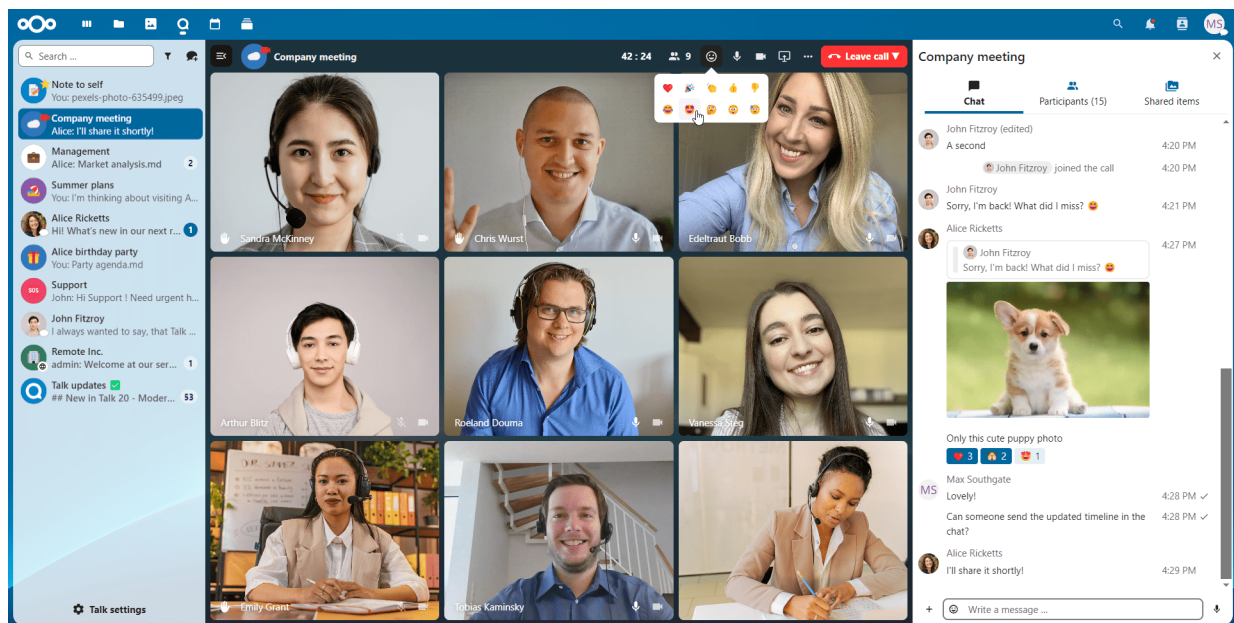 MS
Search ...
Note to self
You: pexels-photo-635499.jpeg
Company meeting
Alice: I'll share it shortly!
Management
Alice: Market analysis.md 2
Summer plans
You: I'm thinking about visiting A...
Alice Ricketts
Hi! What's new in our next r... 1
Alice birthday party
You: Party agenda.md
SOS
Support
John: Hi Support ! Need urgent h...
John Fitzroy
I always wanted to say, that Talk ...
Remote Inc.
admin: Welcome at our ser... 1
Talk updates ✅
## New in Talk 20 - Moder... 53
Talk settings
Company meeting
42 : 24
9
Leave call
Sandra McKinney
Chris Wurst
Edeltraut Bobb
Arthur Blitz
Roeland Douma
Vanessa Steg
Emily Grant
Tobias Kaminsky
Company meeting
Chat
Participants (15)
Shared items
John Fitzroy (edited)
A second 4:20 PM
John Fitzroy joined the call 4:20 PM
John Fitzroy
Sorry, I'm back! What did I miss? 😍 4:21 PM
Alice Ricketts
4:27 PM
John Fitzroy
Sorry, I'm back! What did I miss? 😍
Only this cute puppy photo
❤️ 3 🙈 2 😍 1
MS
Max Southgate
Lovely! 4:28 PM
Can someone send the updated timeline in the 4:28 PM
chat?
Alice Ricketts
I'll share it shortly! 4:29 PM
Write a message ...